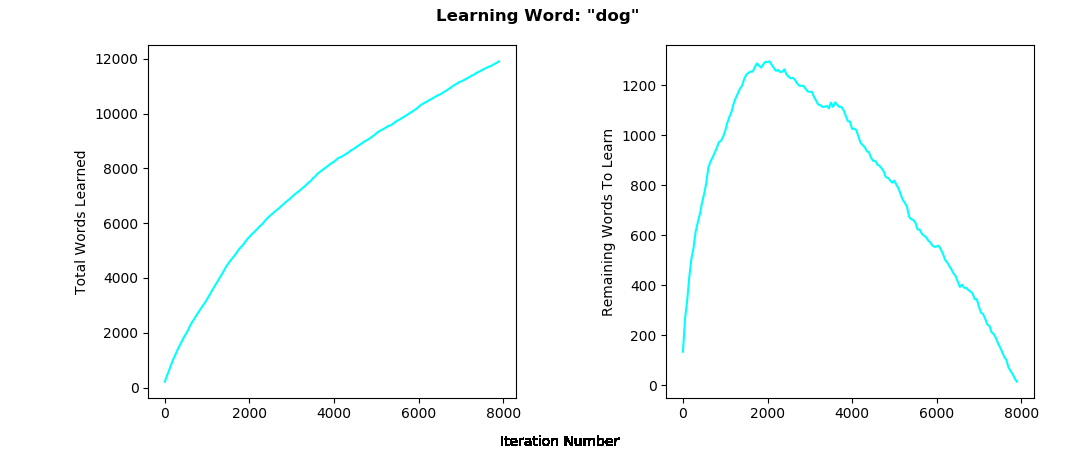 Learning Word: "dog"
Total Words Learned
12000
10000
8000
6000
4000
2000
0
0 2000 4000 6000 8000
Remaining Words To Learn
1200
1000
800
600
400
200
0
0 2000 4000 6000 8000
Iteration Number